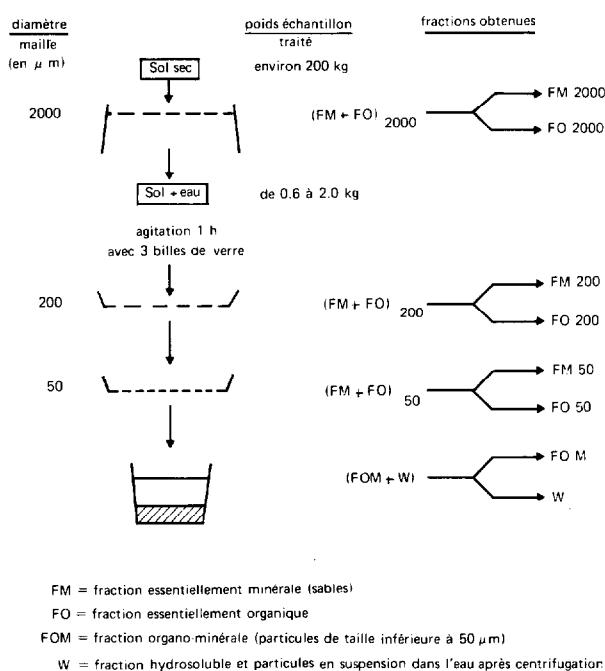 diamètre poids échantillon fractions obtenues
maille traité
(en μm) Sol sec environ 200 kg
FM 2000
2000 (FM + FO) 2000
FO 2000
Sol + eau de 0.6 à 2.0 kg
agitation 1 h
avec 3 billes de verre
FM 200
200 (FM + FO) 200
FO 200
FM 50
50 (FM + FO) 50
FO 50
FO M
(FOM + W)
W
FM = fraction essentiellement minérale (sables)
FO = fraction essentiellement organique
FOM = fraction organo-minérale (particules de taille inférieure à 50 μm)
W = fraction hydrosoluble et particules en suspension dans l'eau après centrifugation